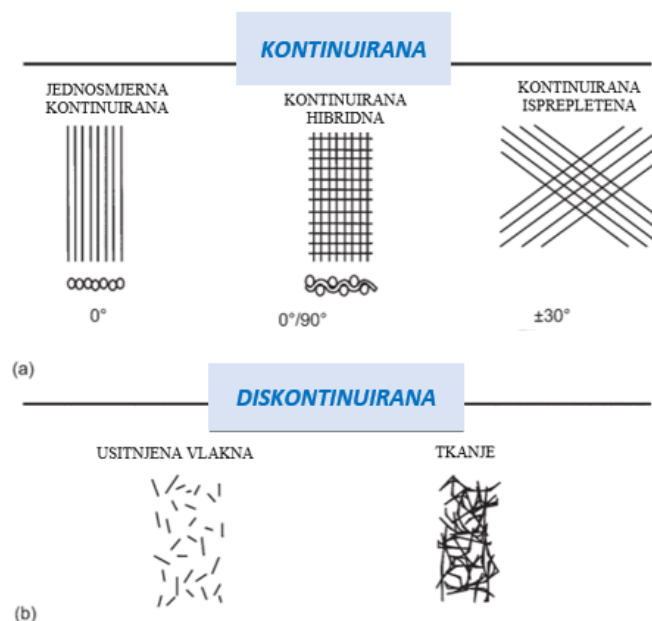 KONTINUIRANA
JEDNOSMJERNA
KONTINUIRANA
KONTINUIRANA
HIBRIDNA
KONTINUIRANA
ISPREPLETENA
0°
0°/90°
±30°
(a)
DISKONTINUIRANA
USITNJENA VLAKNA
TKANJE
(b)